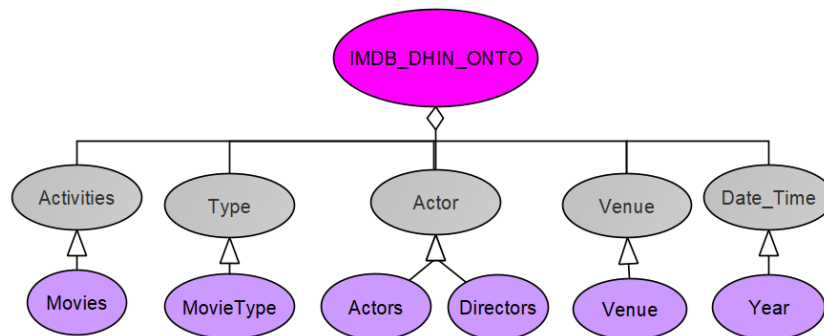 IMDB_DHIN_ONTO
Activities
Type
Actor
Venue
Date_Time
Movies
MovieType
Actors
Directors
Venue
Year